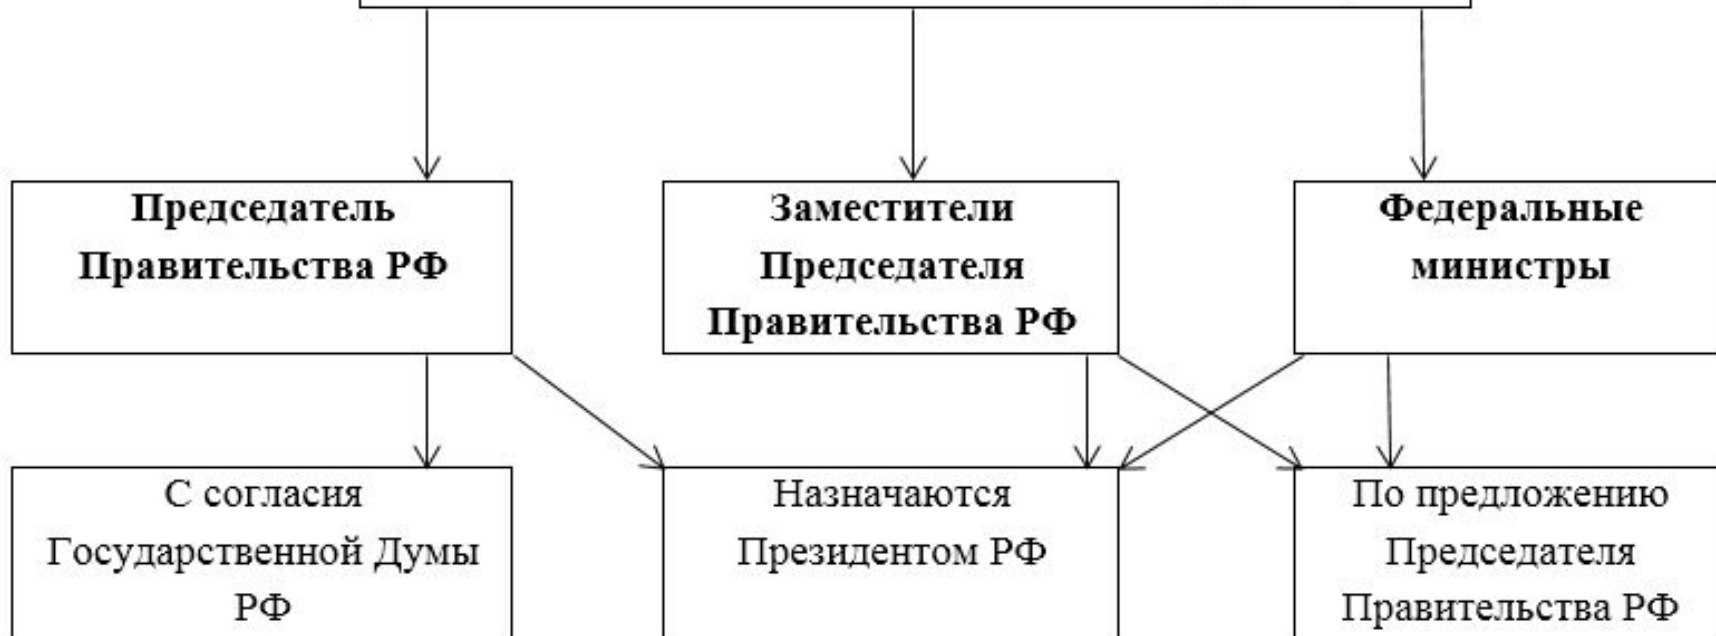 Председатель
Правительства РФ
Заместители
Председателя
Правительства РФ
Федеральные
министры
С согласия
Государственной Думы
РФ
Назначаются
Президентом РФ
По предложению
Председателя
Правительства РФ